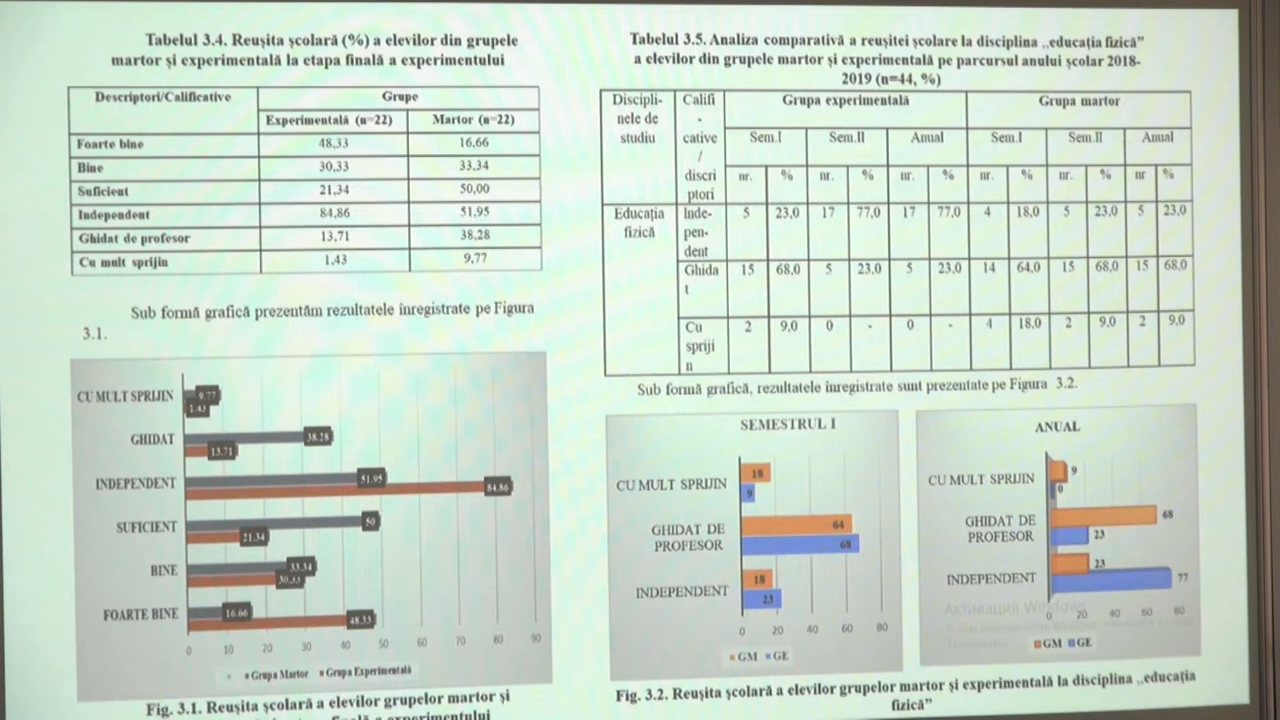 Tabelul 3.4. Reușita școlară (%) a elevilor din grupele
martor și experimentală la etapa finală a experimentului
Descriptori/Calificative Grupe
Experimentală (n=22) Martor (n=22)
Foarte bine 48,33 16,66
Bine 30,33 33,34
Suficient 21,34 50,00
Independent 84,86 51,95
Ghidat de profesor 13,71 38,28
Cu mult sprijin 1,43 9,77
Sub formă grafică prezentăm rezultatele înregistrate pe Figura
3.1.
CU MULT SPRIJIN 9.77
1.43
GHIDAT 38.28
13.71
INDEPENDENT 51.95
84.86
SUFICIENT 50
21.34
BINE 33.34
30.33
FOARTE BINE 16.66
48.33
0 10 20 30 40 50 60 70 80 90
Grupa Martor Grupa Experimentală
Fig. 3.1. Reușita școlară a elevilor grupelor martor și
finală a experimentului
Tabelul 3.5. Analiza comparativă a reușitei școlare la disciplina „educația fizică”
a elevilor din grupele martor și experimentală pe parcursul anului școlar 2018-
2019 (n=44, %)
Discipli-
nele de
studiu
Califi
-
cative
/
discri
ptori
Grupa experimentală Grupa martor
Sem.I Sem.II Anual Sem.I Sem.II Anual
nr. % nr. % nr. % nr. % nr. % nr %
Educația
fizică
Inde-
pen-
dent
5 23,0 17 77,0 17 77,0 4 18,0 5 23,0 5 23,0
Ghida
t
15 68,0 5 23,0 5 23,0 14 64,0 15 68,0 15 68,0
Cu
spriji
n
2 9,0 0 - 0 - 4 18,0 2 9,0 2 9,0
Sub formă grafică, rezultatele înregistrate sunt prezentate pe Figura 3.2.
SEMESTRUL I
CU MULT SPRIJIN 18
9
GHIDAT DE
PROFESOR
64
68
INDEPENDENT 18
23
0 20 40 60 80
GM GE
ANUAL
CU MULT SPRIJIN 9
0
GHIDAT DE
PROFESOR
68
23
INDEPENDENT 23
77
Активация Windows
0 20 40 60 80
GM GE
Fig. 3.2. Reușita școlară a elevilor grupelor martor și experimentală la disciplina „educația
fizică”